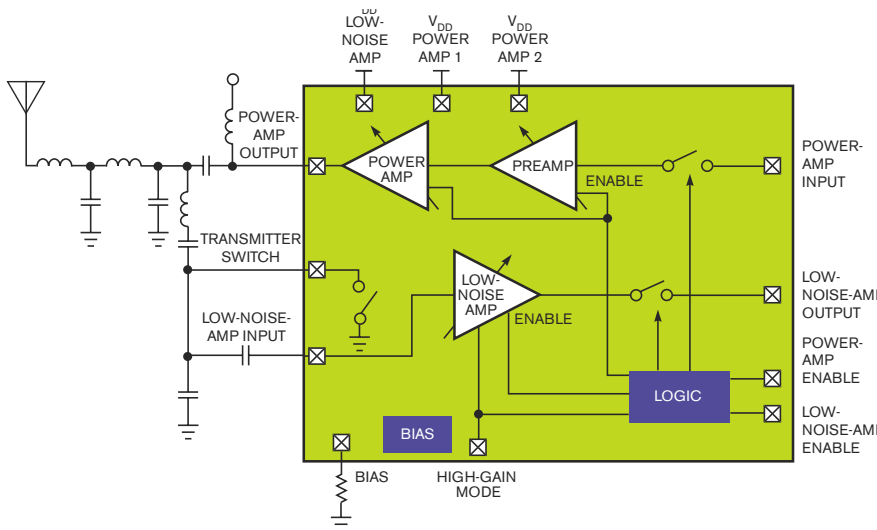 DD
LOW-
NOISE
AMP
VDD
POWER
AMP 1
VDD
POWER
AMP 2
POWER-
AMP
OUTPUT
POWER
AMP
PREAMP
ENABLE
POWER-
AMP
INPUT
TRANSMITTER
SWITCH
LOW-
NOISE
AMP
ENABLE
LOW-
NOISE-AMP
OUTPUT
LOW-NOISE-
AMP INPUT
POWER-
AMP
ENABLE
LOGIC
LOW-
NOISE-AMP
ENABLE
BIAS
BIAS
HIGH-GAIN
MODE